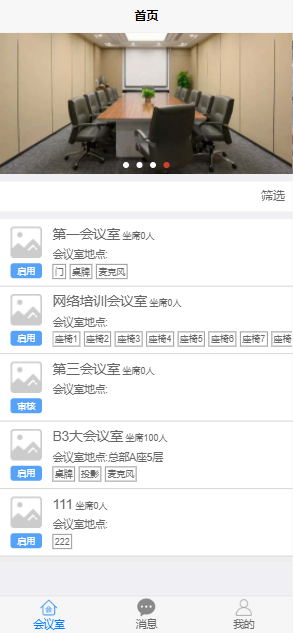 首页
筛选
第一会议室 坐席0人
会议室地点:
启用 门 桌牌 麦克风
网络培训会议室 坐席0人
会议室地点:
启用 座椅1 座椅2 座椅3 座椅4 座椅5 座椅6 座椅7 座椅
第三会议室 坐席0人
会议室地点:
审核
B3大会议室 坐席100人
会议室地点:总部A座5层
启用 桌牌 投影 麦克风
111 坐席0人
会议室地点:
启用 222
会议室 消息 我的